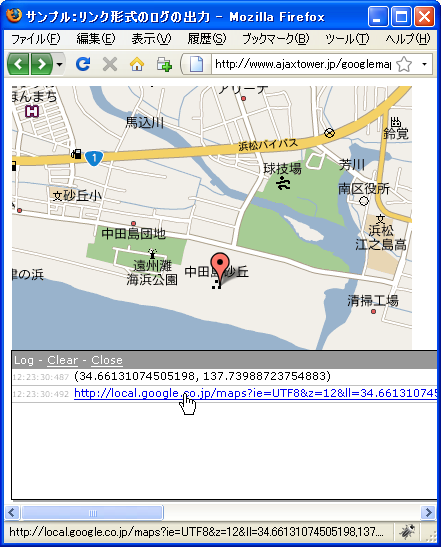 サンプル:リンク形式のログの出力 - Mozilla Firefox
ファイル(F) 編集(E) 表示(V) 履歴(S) ブックマーク(B) ツール(T) ヘルプ(H)
http://www.ajaxtower.jp/googlemap
アリーナ
ほんまち
馬込川
浜松バイパス
鈴覚
1
球技場
芳川
南区役所
砂丘小
浜松
江之島高
中田島団地
遠州灘
海浜公園
中田島砂丘
津の浜
清掃工場
Log - Clear - Close
12:23:30:487 (34.66131074505198, 137.73988723754883)
12:23:30:492 http://local.google.co.jp/maps?ie=UTF8&z=12&ll=34.66131074505
http://local.google.co.jp/maps?ie=UTF8&z=12&ll=34.66131074505198,137....